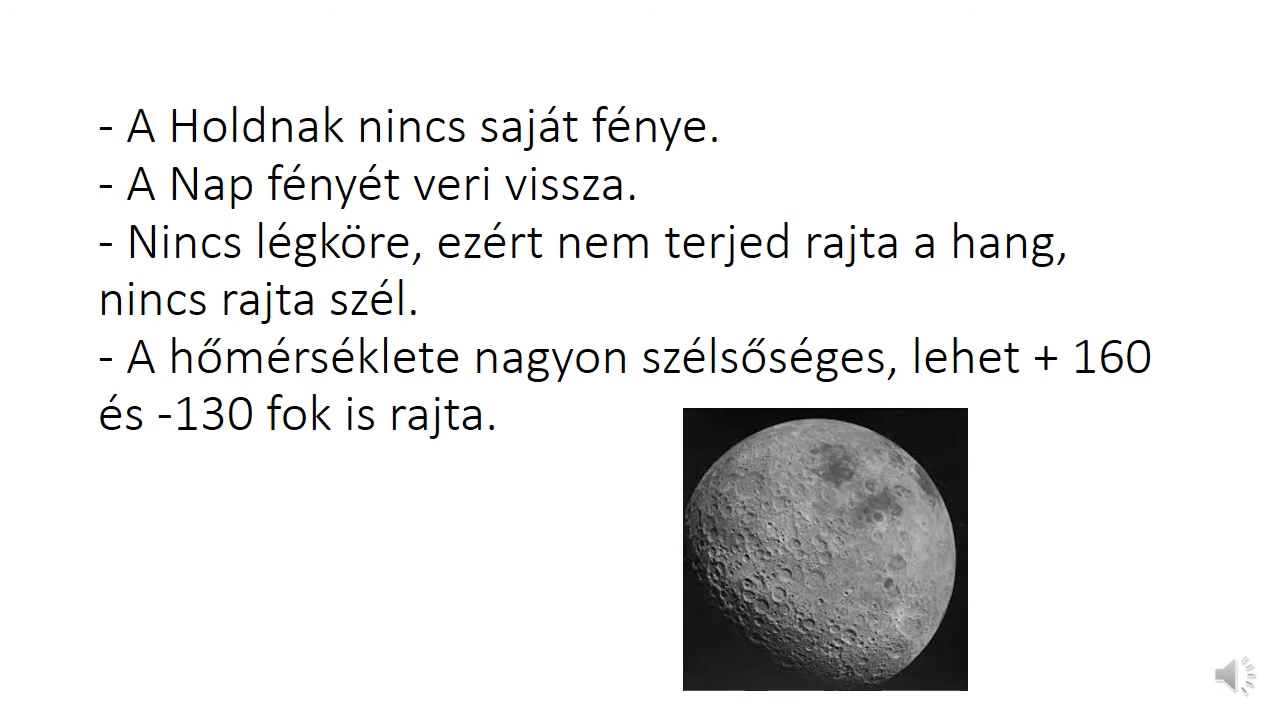 - A Holdnak nincs saját fénye.
- A Nap fényét veri vissza.
- Nincs légköre, ezért nem terjed rajta a hang,
nincs rajta szél.
- A hőmérséklete nagyon szélsőséges, lehet + 160
és -130 fok is rajta.